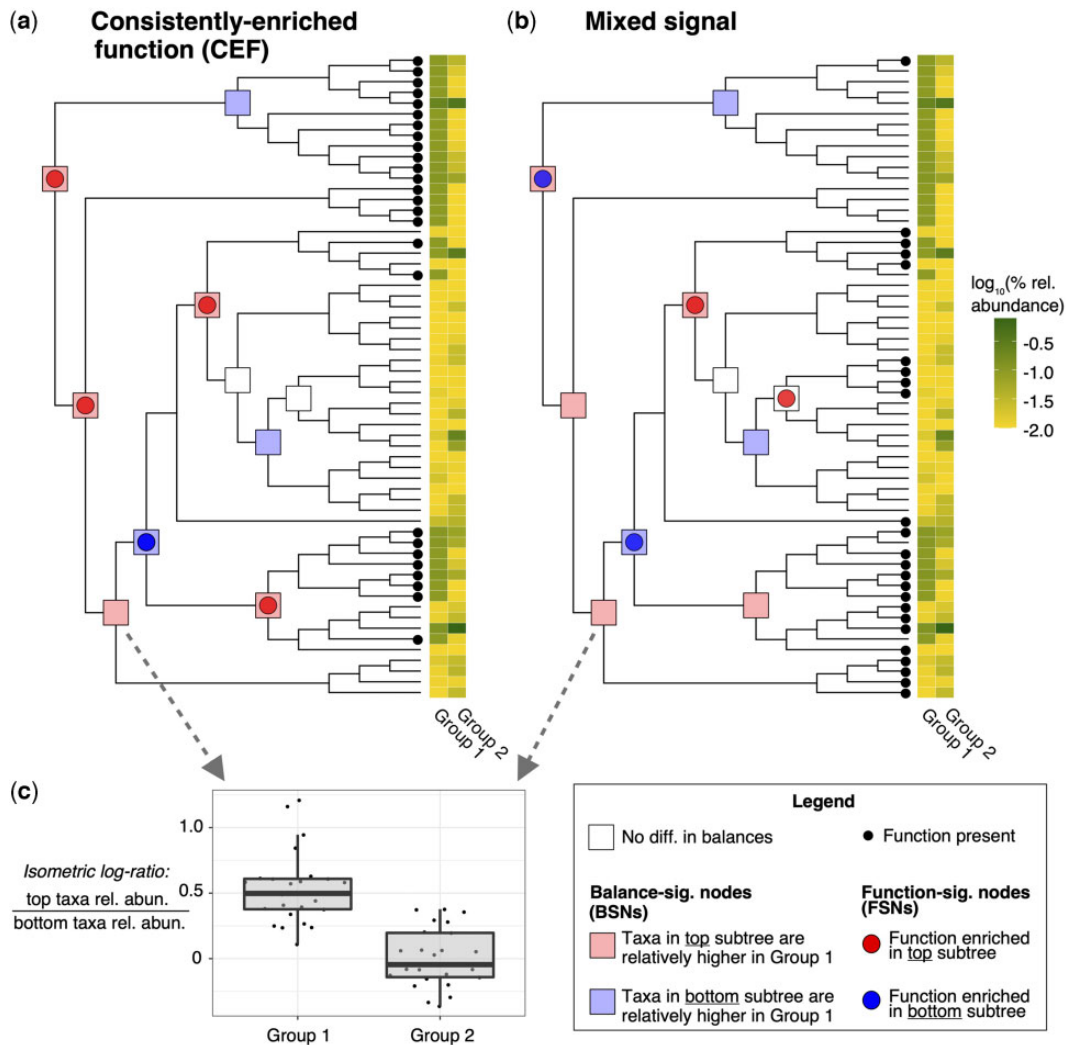 (a) Consistently-enriched
function (CEF)
(b) Mixed signal
log10(% rel.
abundance)
-0.5
-1.0
-1.5
-2.0
Group 1
Group 2
Group 1
Group 2
(c)
Isometric log-ratio:
top taxa rel. abun.
bottom taxa rel. abun.
1.0
0.5
0
Group 1
Group 2
Legend
No diff. in balances
Function present
Balance-sig. nodes
(BSNs)
Taxa in top subtree are
relatively higher in Group 1
Taxa in bottom subtree are
relatively higher in Group 1
Function-sig. nodes
(FSNs)
Function enriched
in top subtree
Function enriched
in bottom subtree